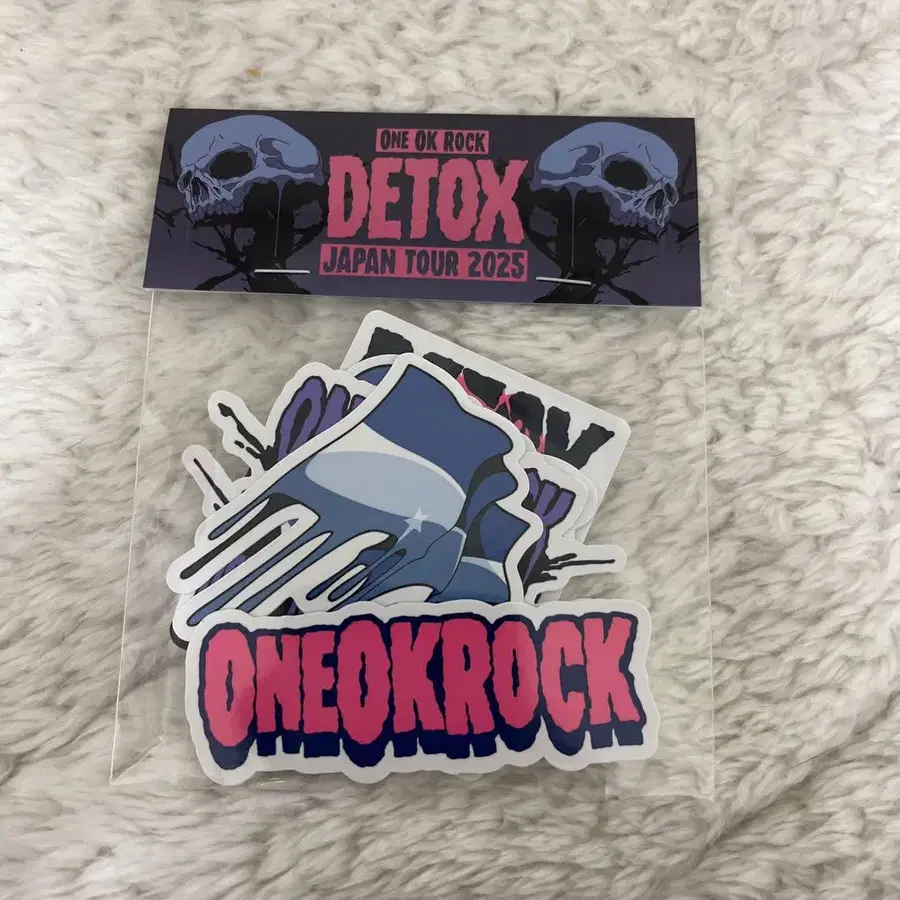 ONE OK ROCK
DETOX
JAPAN TOUR 2025
ONEOKROCK